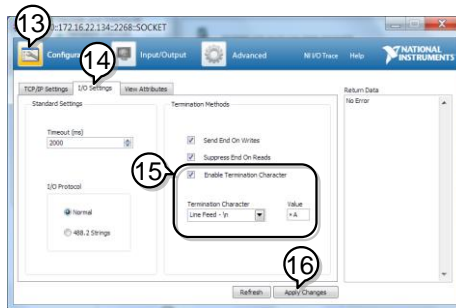 13
0::172.16.22.134::2268::SOCKET
Configura
Input/Output
Advanced
NI I/O Trace
Help
NATIONAL
INSTRUMENTS
14
TCP/IP Settings
I/O Settings
View Attributes
Return Data
No Error
Standard Settings
Termination Methods
Timeout (ms)
2000
Send End On Writes
Suppress End On Reads
15
Enable Termination Character
I/O Protocol
Normal
488.2 Strings
Termination Character
Value
Line Feed - \n
xA
16
Refresh
Apply Changes